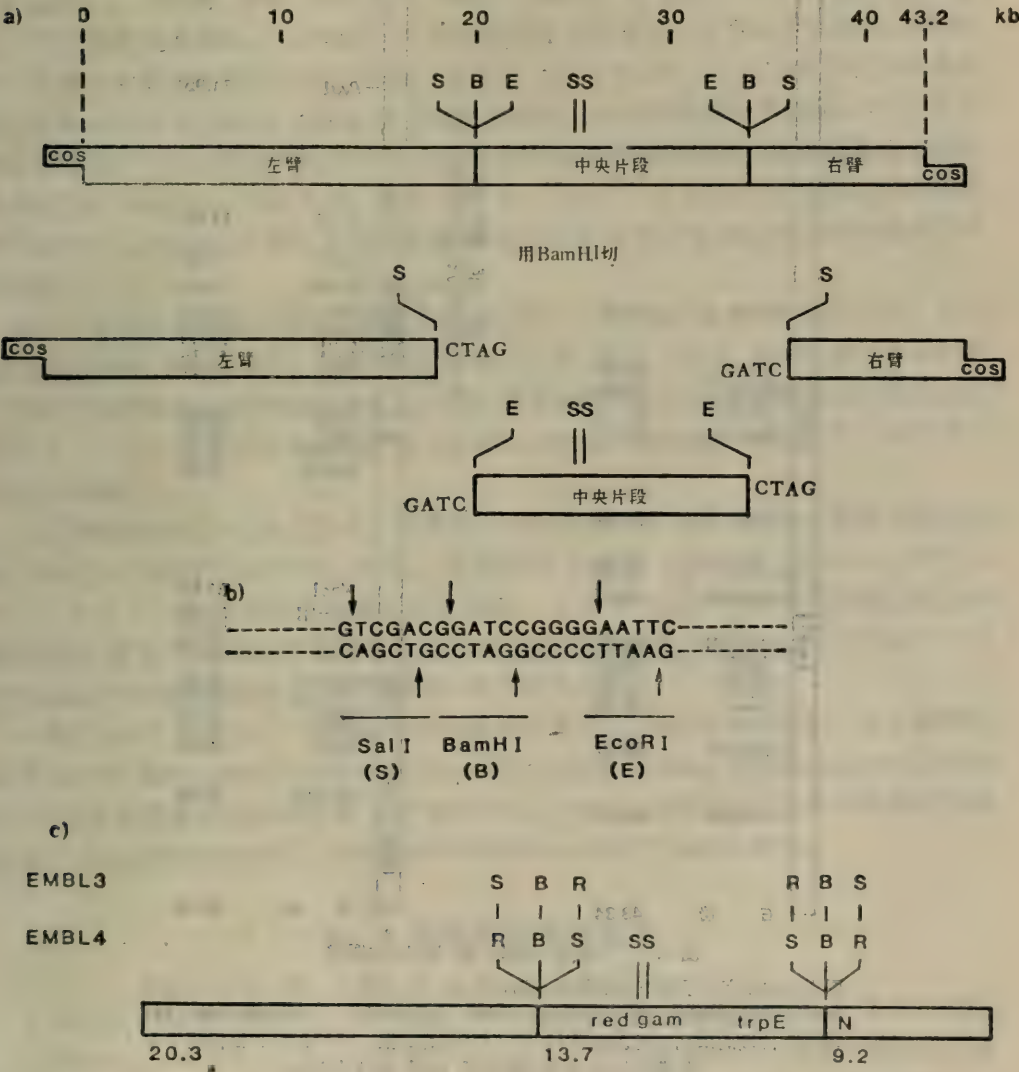 a) 0 10 20 30 40 43.2 kb
S B E SS E B S
cos 左臂 中央片段 右臂 cos
用BamHI切
S S
cos 左臂 CTAG GATC 右臂 cos
E SS E
GATC 中央片段 CTAG
b)
--------GTCGACGGATCCGGGGAATTC--------
--------CAGCTGCCTAGGCCCCTTAAG--------
Sal I BamH I EcoR I
(S) (B) (E)
c)
EMBL3 S B R R B S
EMBL4 R B S SS S B R
red gam trpE N
20.3 13.7 9.2